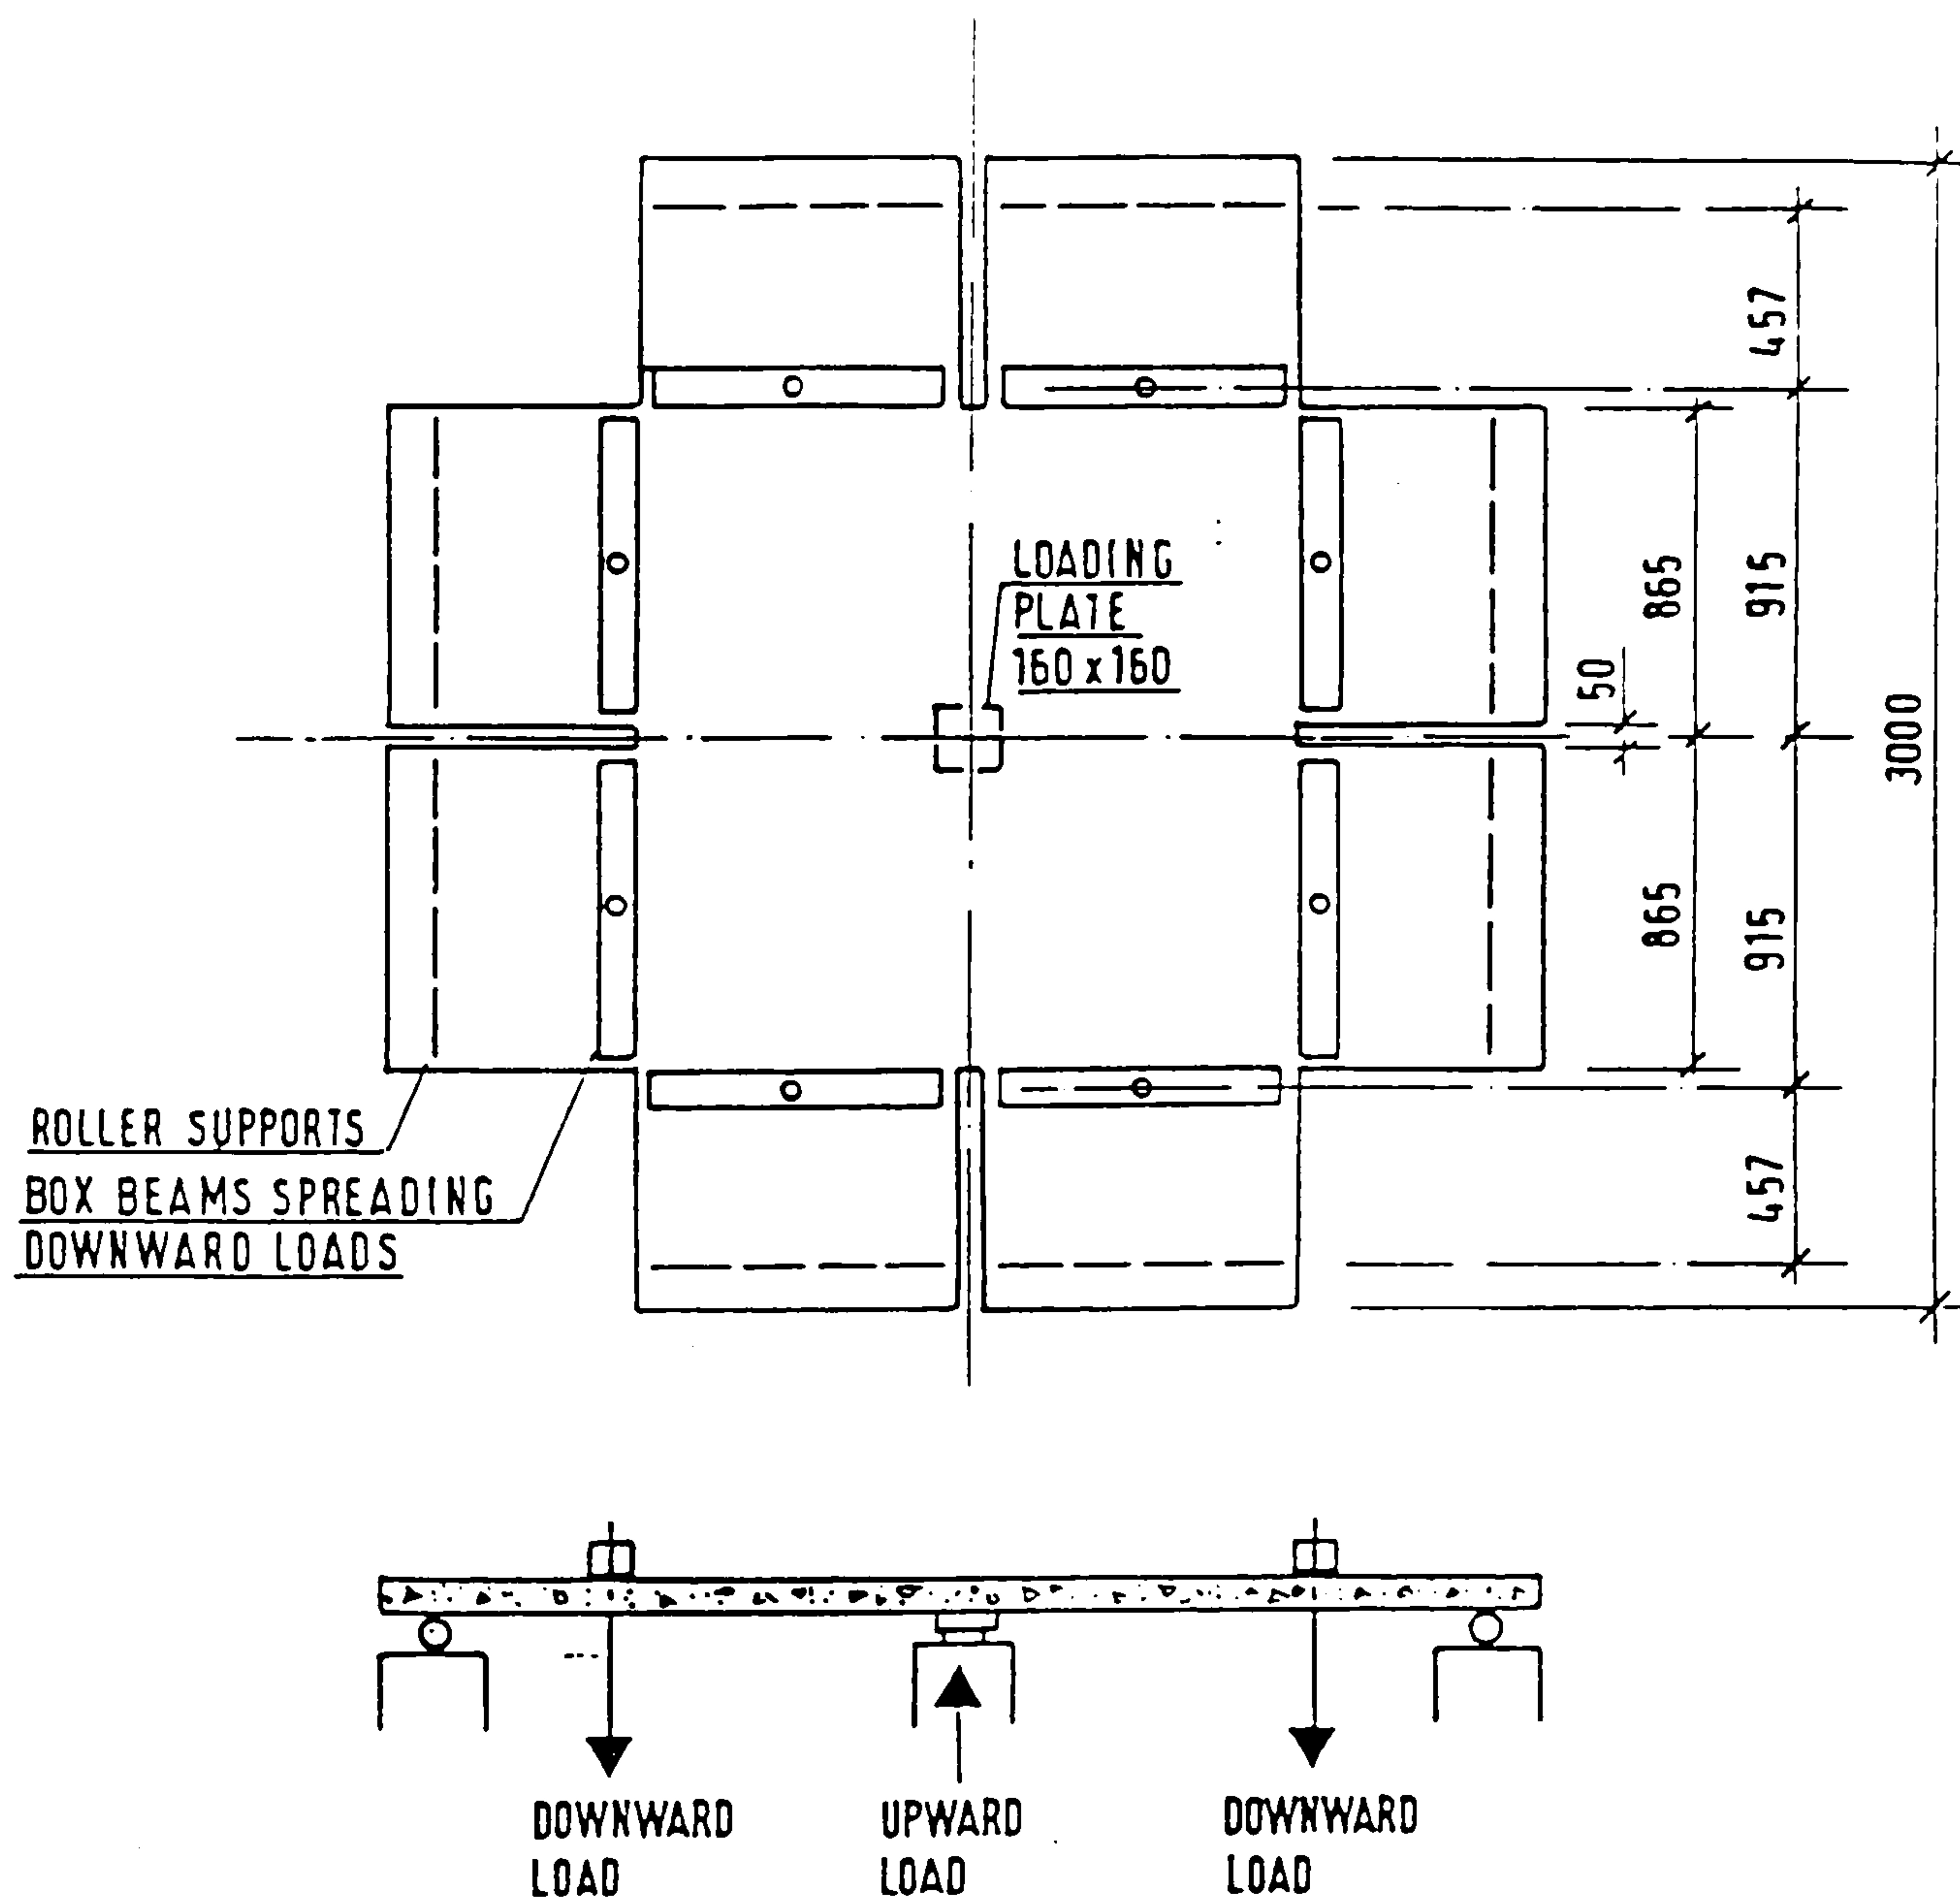 457
LOADING
PLATE
160 x 160
865
915
50
3000
865
915
457
ROLLER SUPPORTS
BOX BEAMS SPREADING
DOWNWARD LOADS
DOWNWARD
LOAD
UPWARD
LOAD
DOWNWARD
LOAD